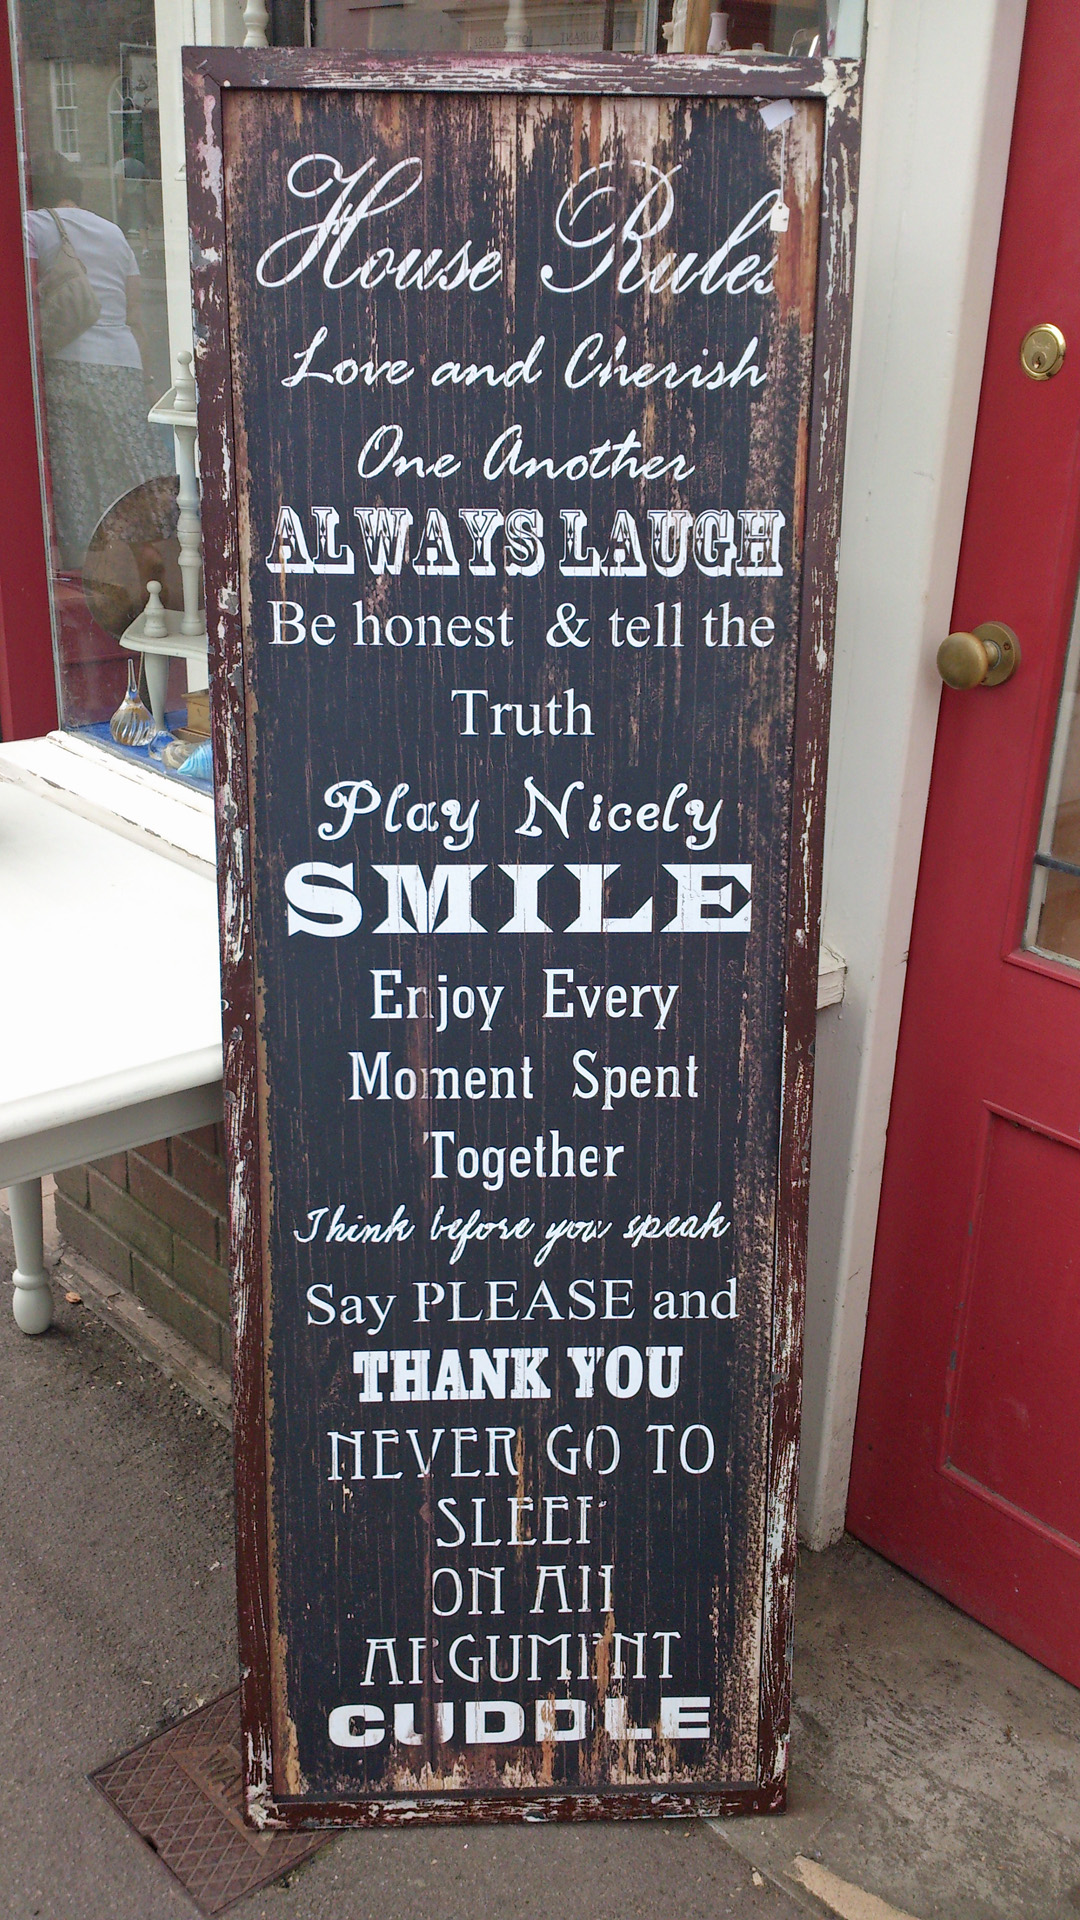 House Rules
Love and Cherish
One Another
ALWAYS LAUGH
Be honest & tell the
Truth
Play Nicely
SMILE
Enjoy Every
Moment Spent
Together
Think before you speak
Say PLEASE and
THANK YOU
NEVER GO TO
SLEEP
ON AN
ARGUMENT
CUDDLE